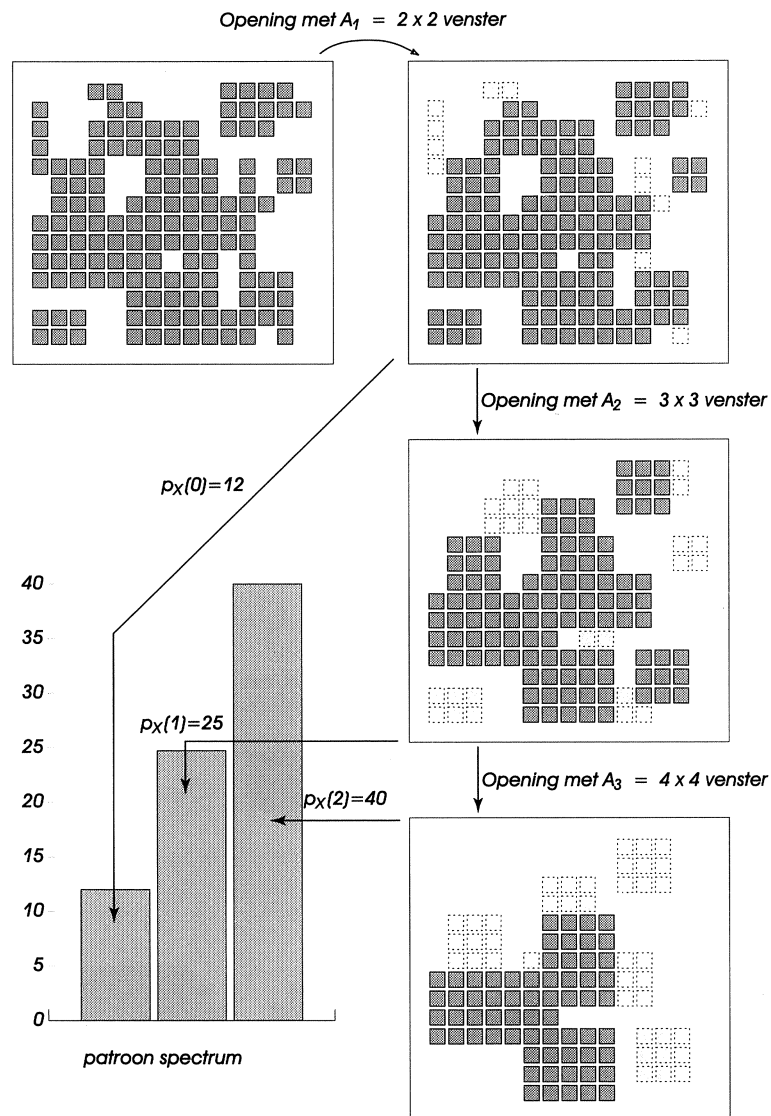 Opening met A1 = 2 x 2 venster
Opening met A2 = 3 x 3 venster
pX(0)=12
40
35
30
25
20
15
10
5
0
pX(1)=25
pX(2)=40
Opening met A3 = 4 x 4 venster
patroon spectrum